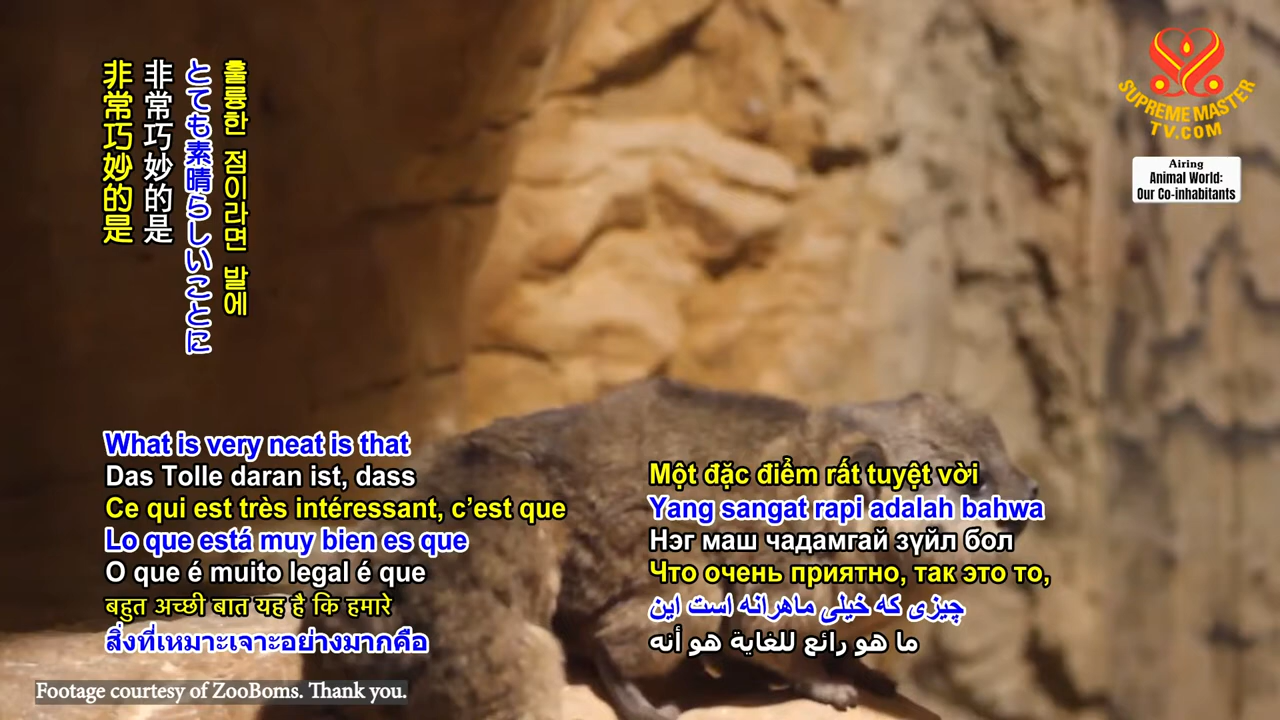 非常巧妙的是
非常巧妙的是
とても素晴らしいことに
훌륭한 점이라면 발에
SUPREME MASTER
TV.COM
Airing
Animal World:
Our Co-inhabitants
What is very neat is that
Das Tolle daran ist, dass
Ce qui est très intéressant, c’est que
Lo que está muy bien es que
O que é muito legal é que
बहुत अच्छी बात यह है कि हमारे
สิ่งที่เหมาะเจาะอย่างมากคือ
Một đặc điểm rất tuyệt vời
Yang sangat rapi adalah bahwa
Нэг маш чадамгай зүйл бол
Что очень приятно, так это то,
چیزی که خیلی ماهرانه است این
ما هو رائع للغاية هو أنه
Footage courtesy of ZooBoms. Thank you.